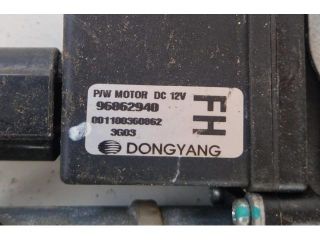 P/W MOTOR DC 12V
96862940
001100360862
3G03
DONGYANG
FH